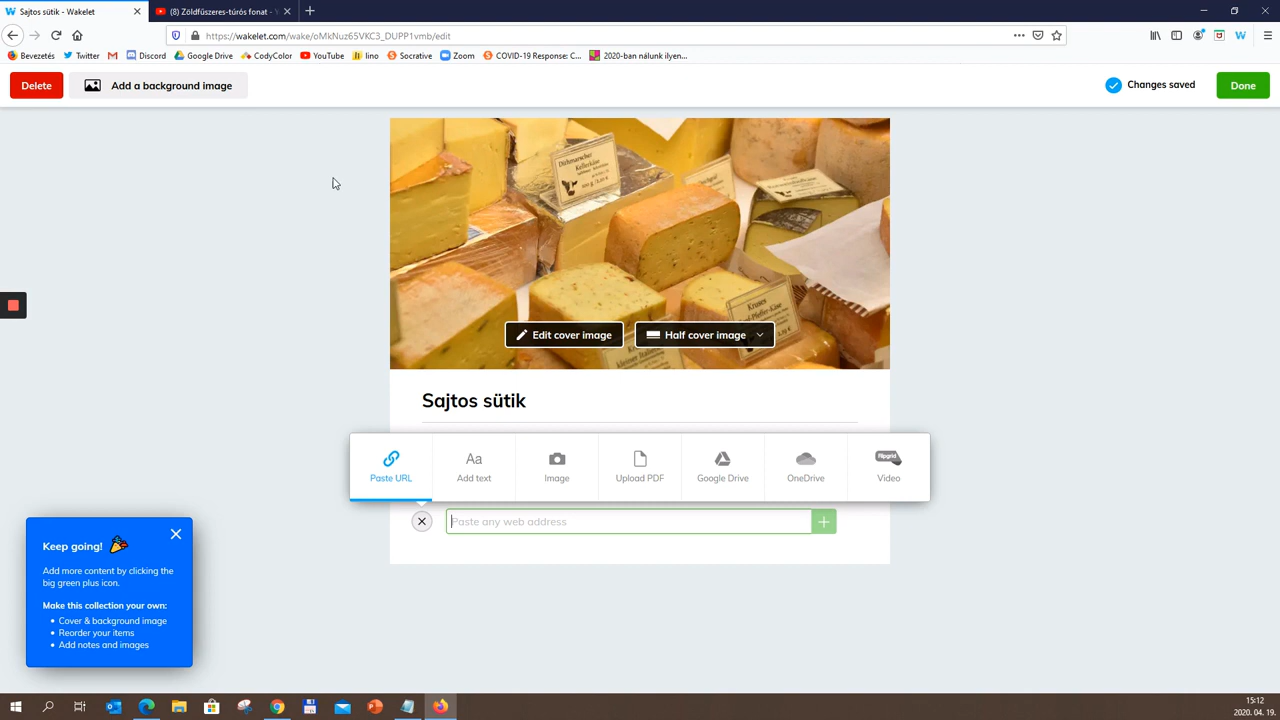 Sajtos sütik - Wakelet
(8) Zöldfűszeres-túrós fonat -
https://wakelet.com/wake/oMkNuz65VKC3_DUPP1vmb/edit
Bevezetés Twitter Discord Google Drive CodyColor YouTube lino Socrative Zoom COVID-19 Response: C... 2020-ban nálunk ilyen...
Delete Add a background image Changes saved Done
Dithmarscher
Edit cover image Half cover image
Sajtos sütik
Paste URL Add text Image Upload PDF Google Drive OneDrive Video
Aa
flipgrid
Paste any web address
Keep going!
Add more content by clicking the
big green plus icon.
Make this collection your own:
• Cover & background image
• Reorder your items
• Add notes and images
15:12
2020. 04. 19.